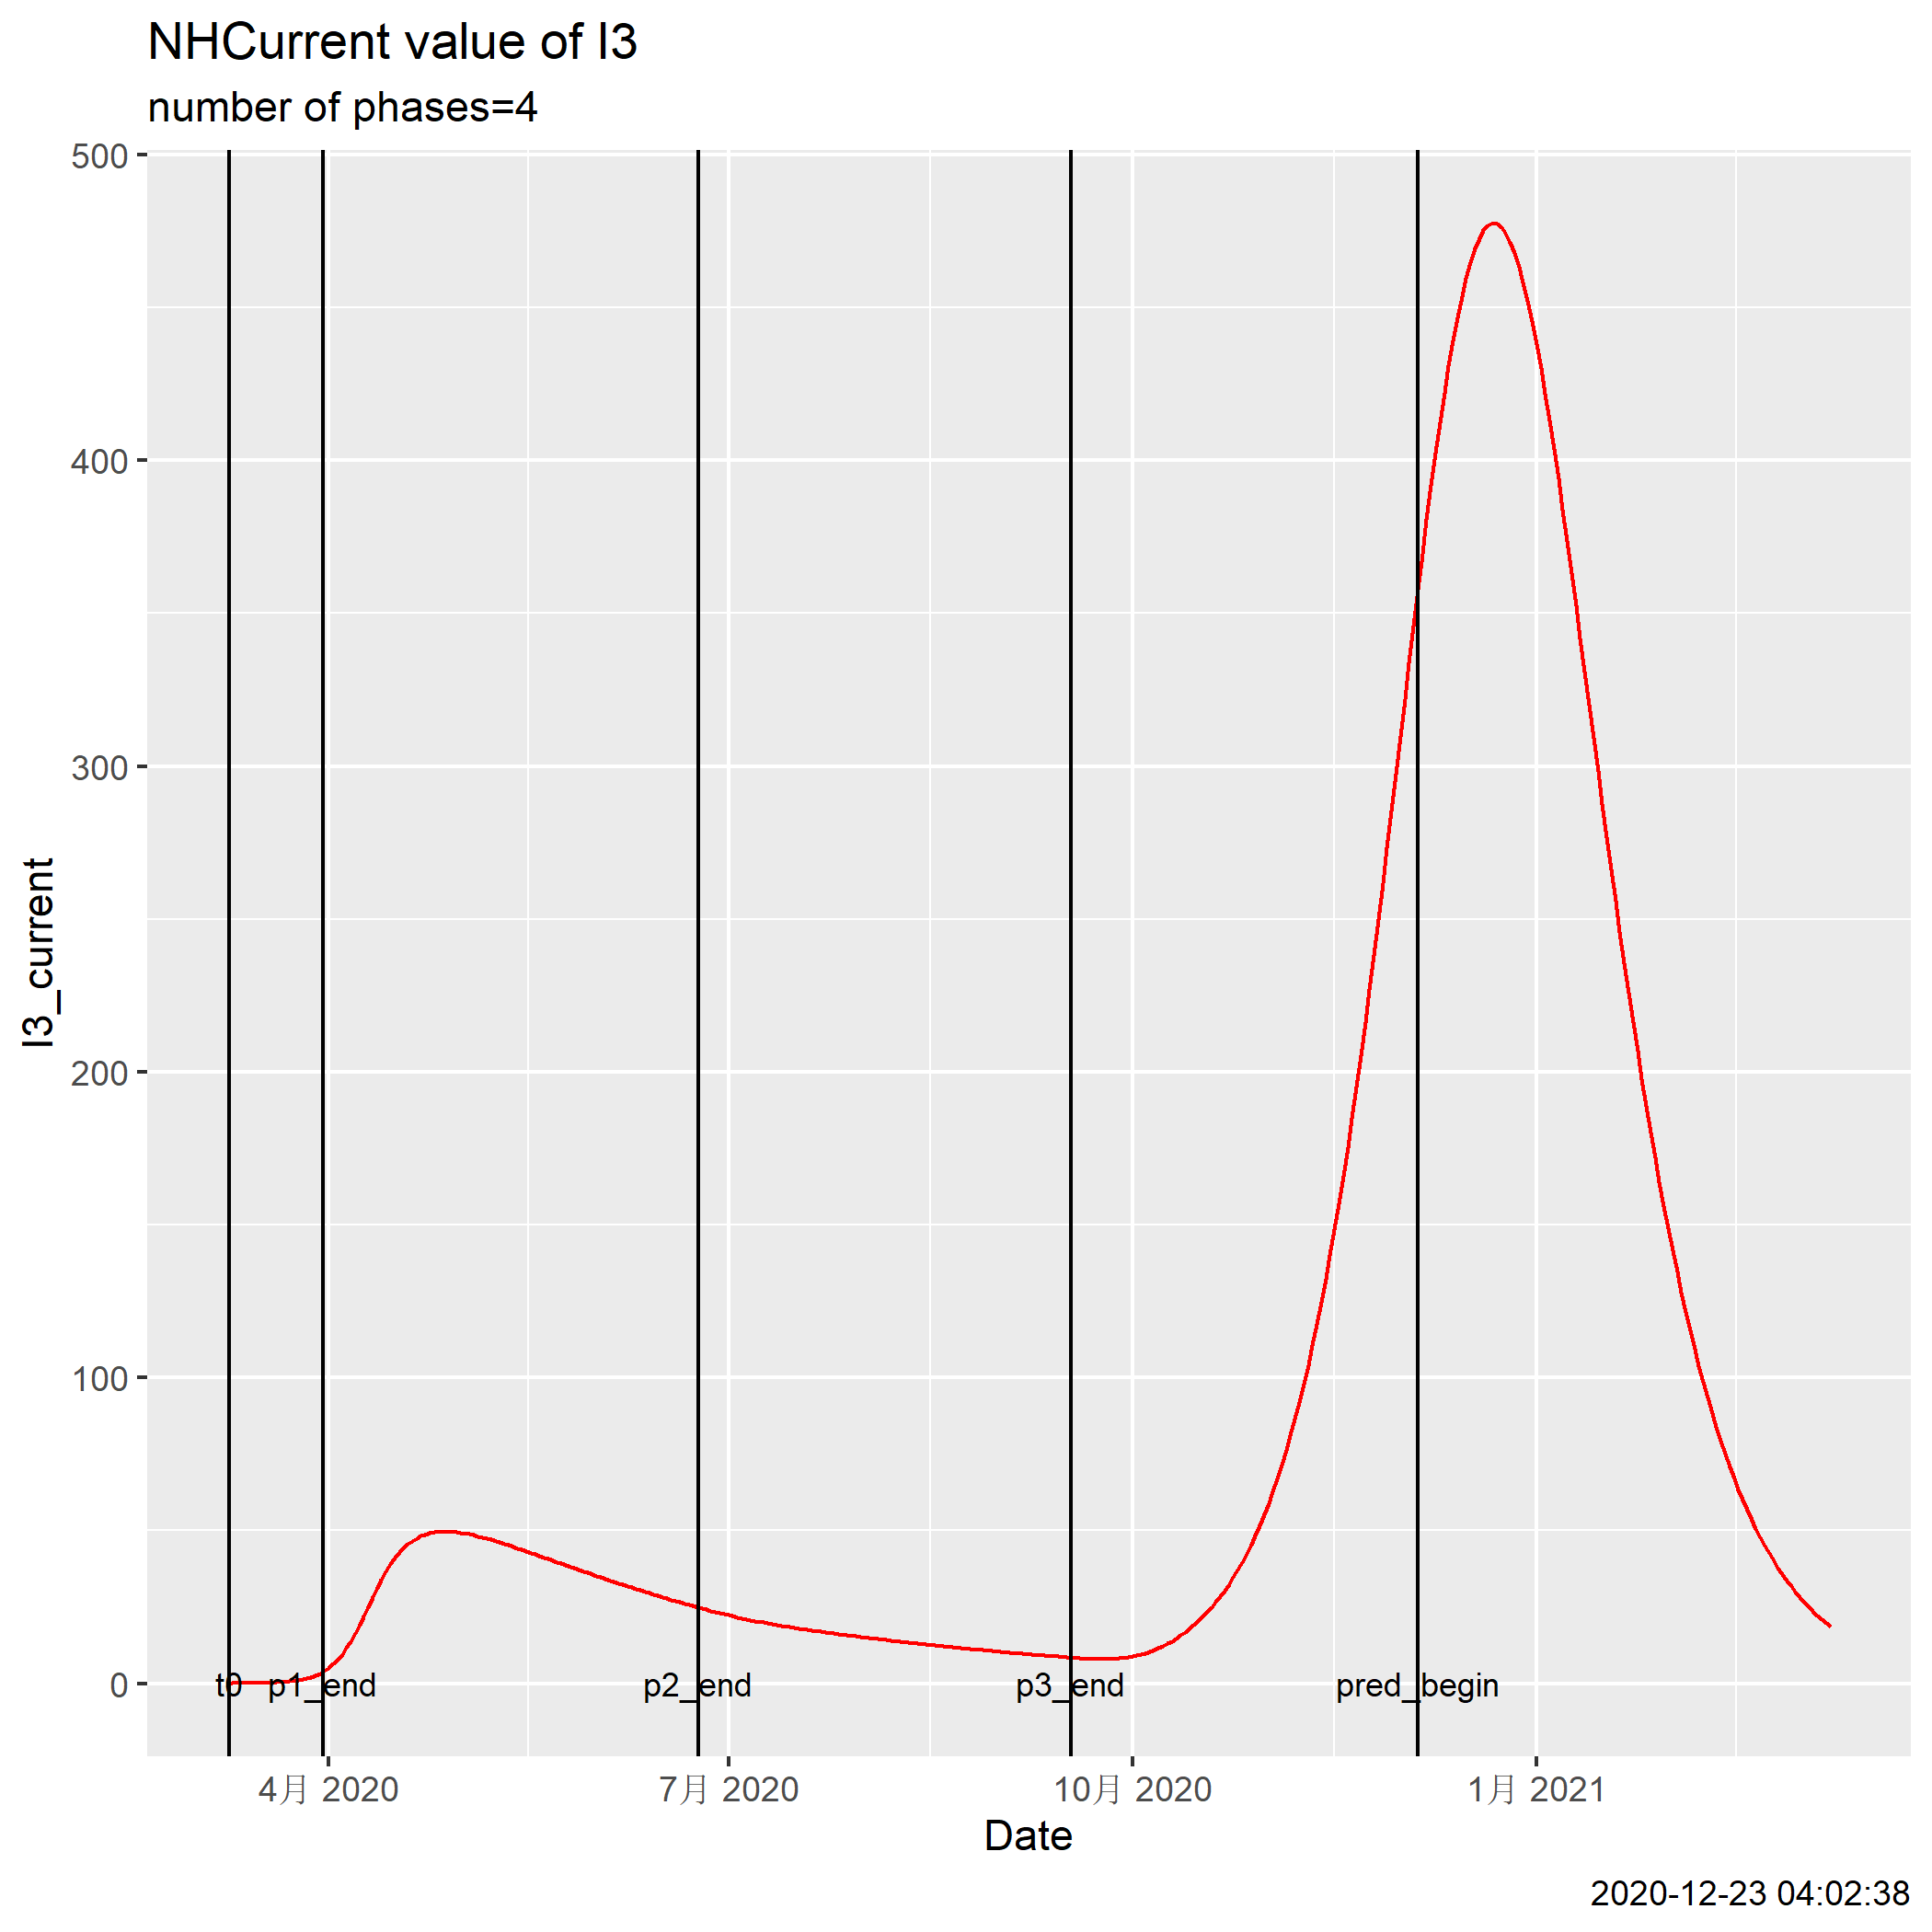 NHCurrent value of I3
number of phases=4
500
400
300
200
100
0
I3_current
t0 p1_end p2_end p3_end pred_begin
4月 2020 7月 2020 10月 2020 1月 2021
Date
2020-12-23 04:02:38